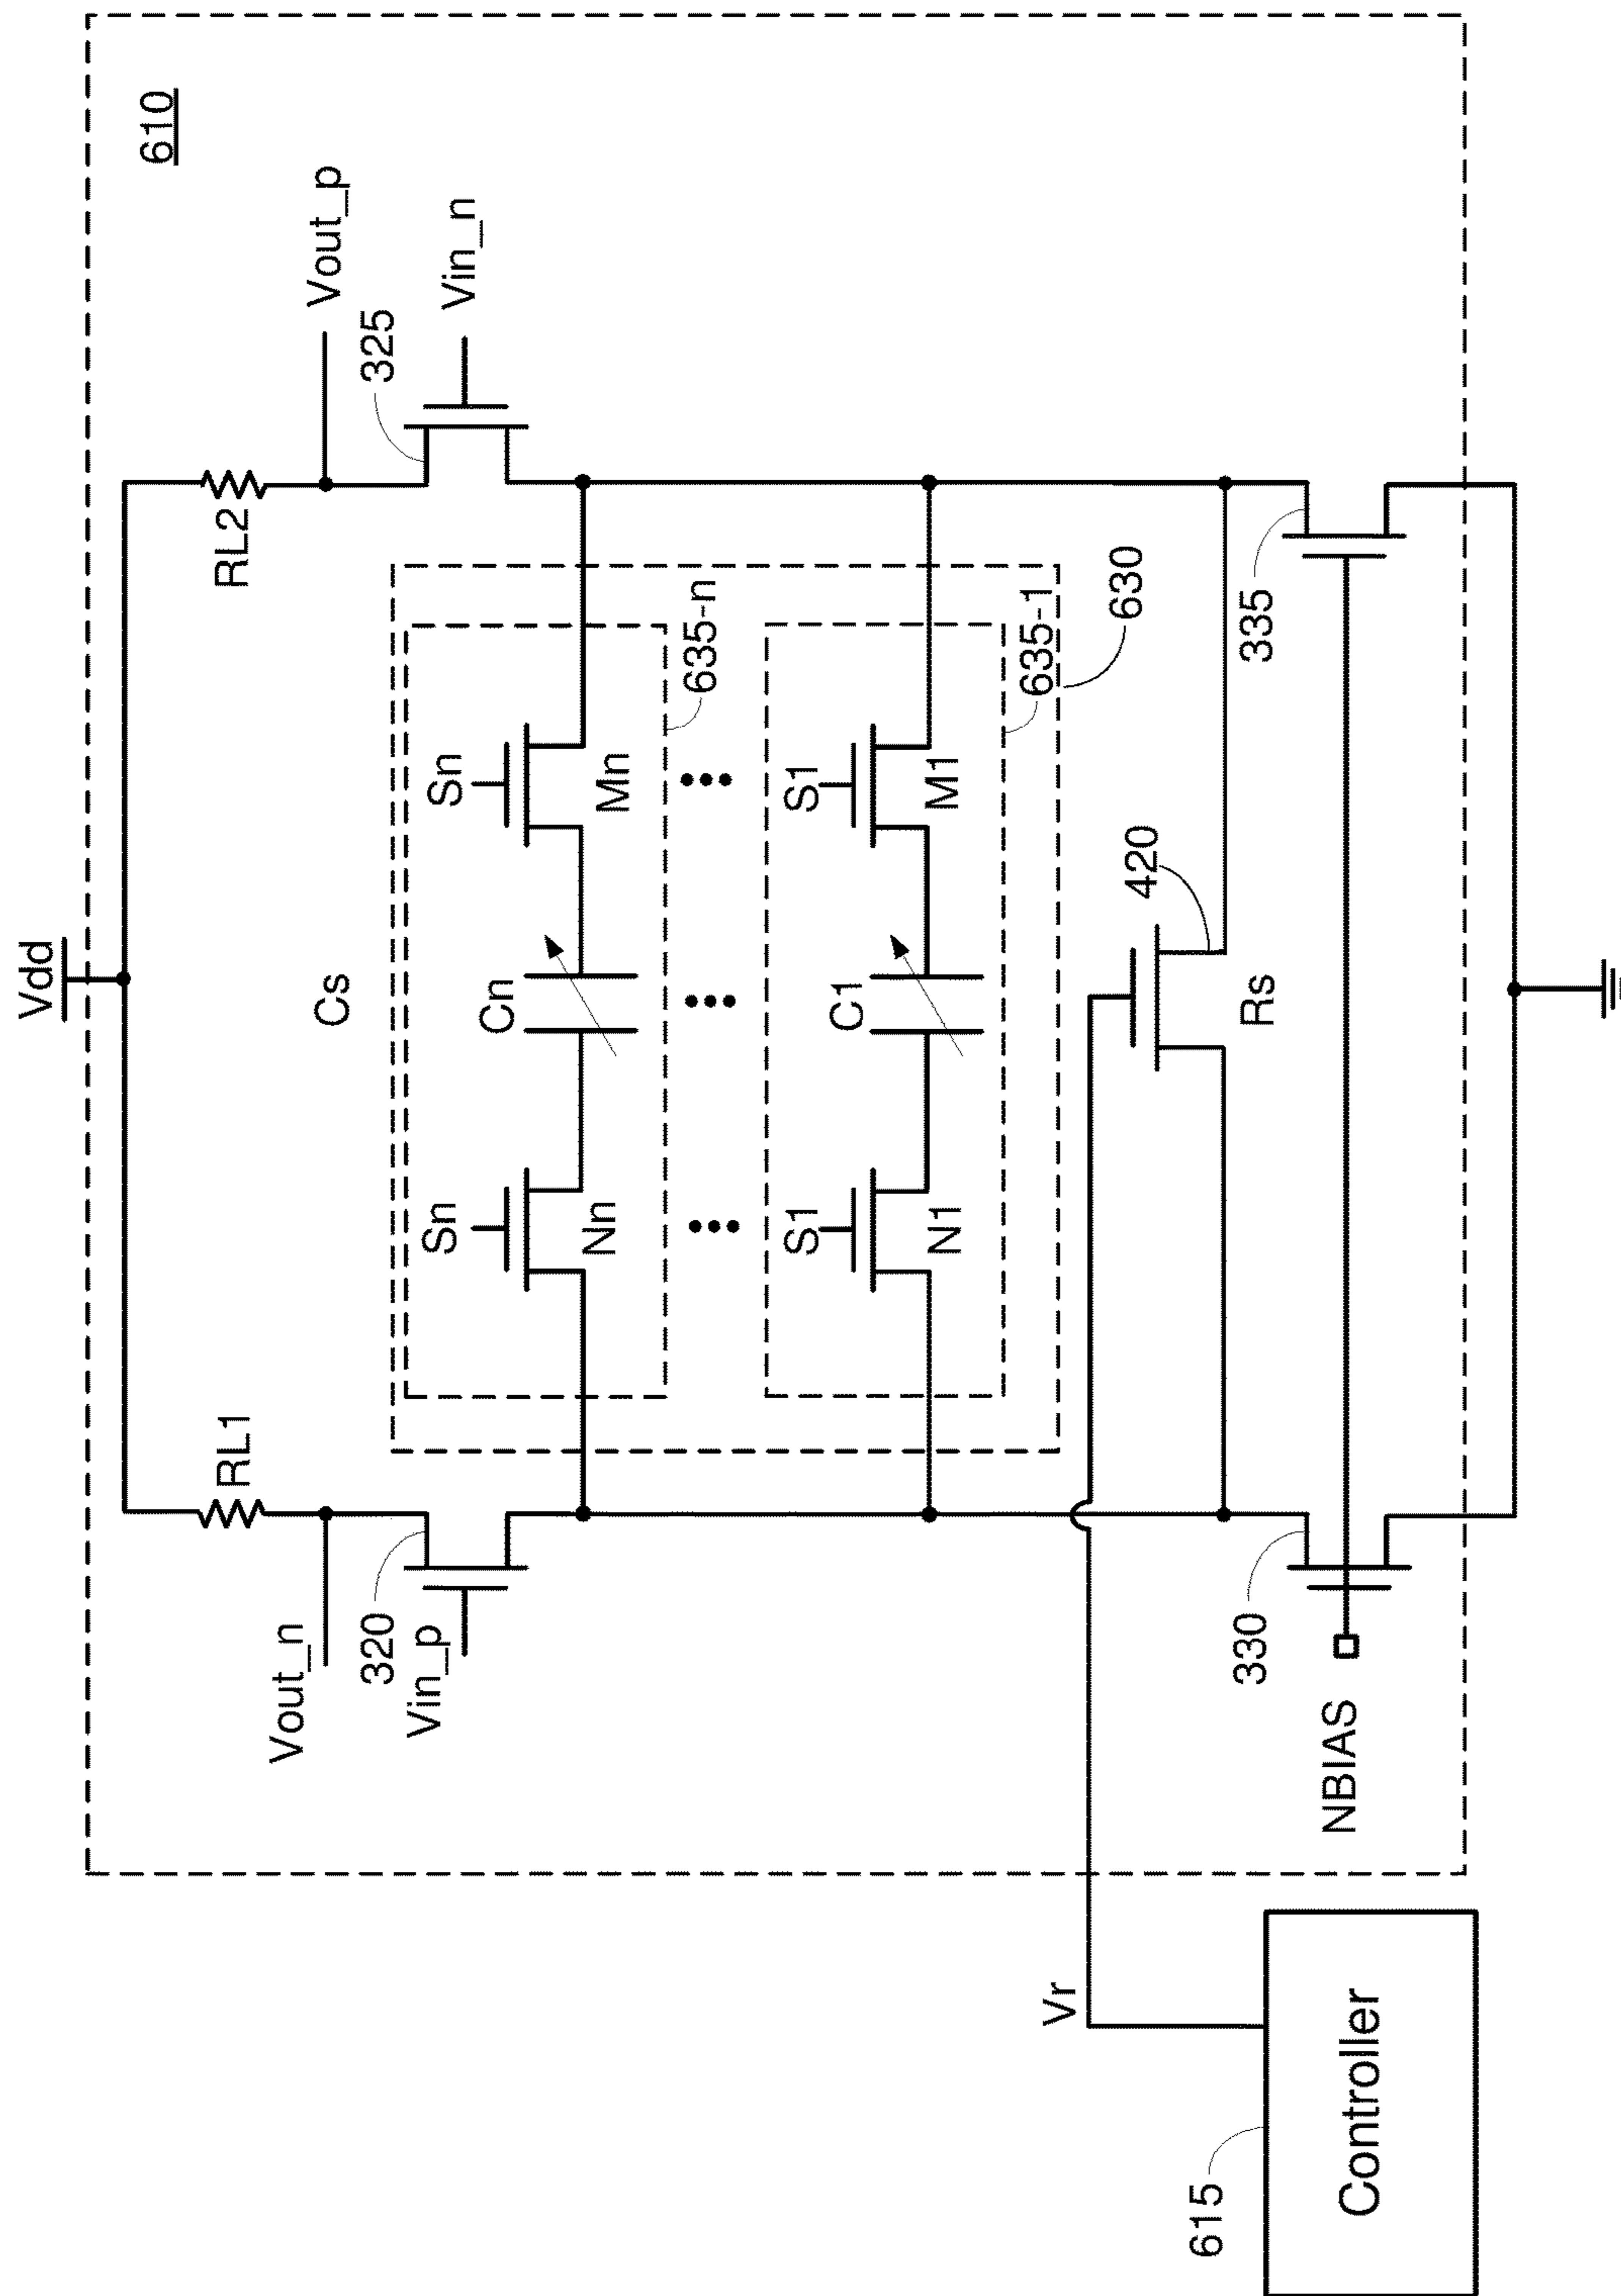 Vdd
610
RL1
RL2
Vout_n
Vout_p
320
325
Vin_p
Vin_n
Cs
Sn
Cn
Sn
Nn
Mn
635-n
S1
C1
S1
N1
M1
635-1
630
Vr
420
Rs
330
335
NBIAS
615
Controller